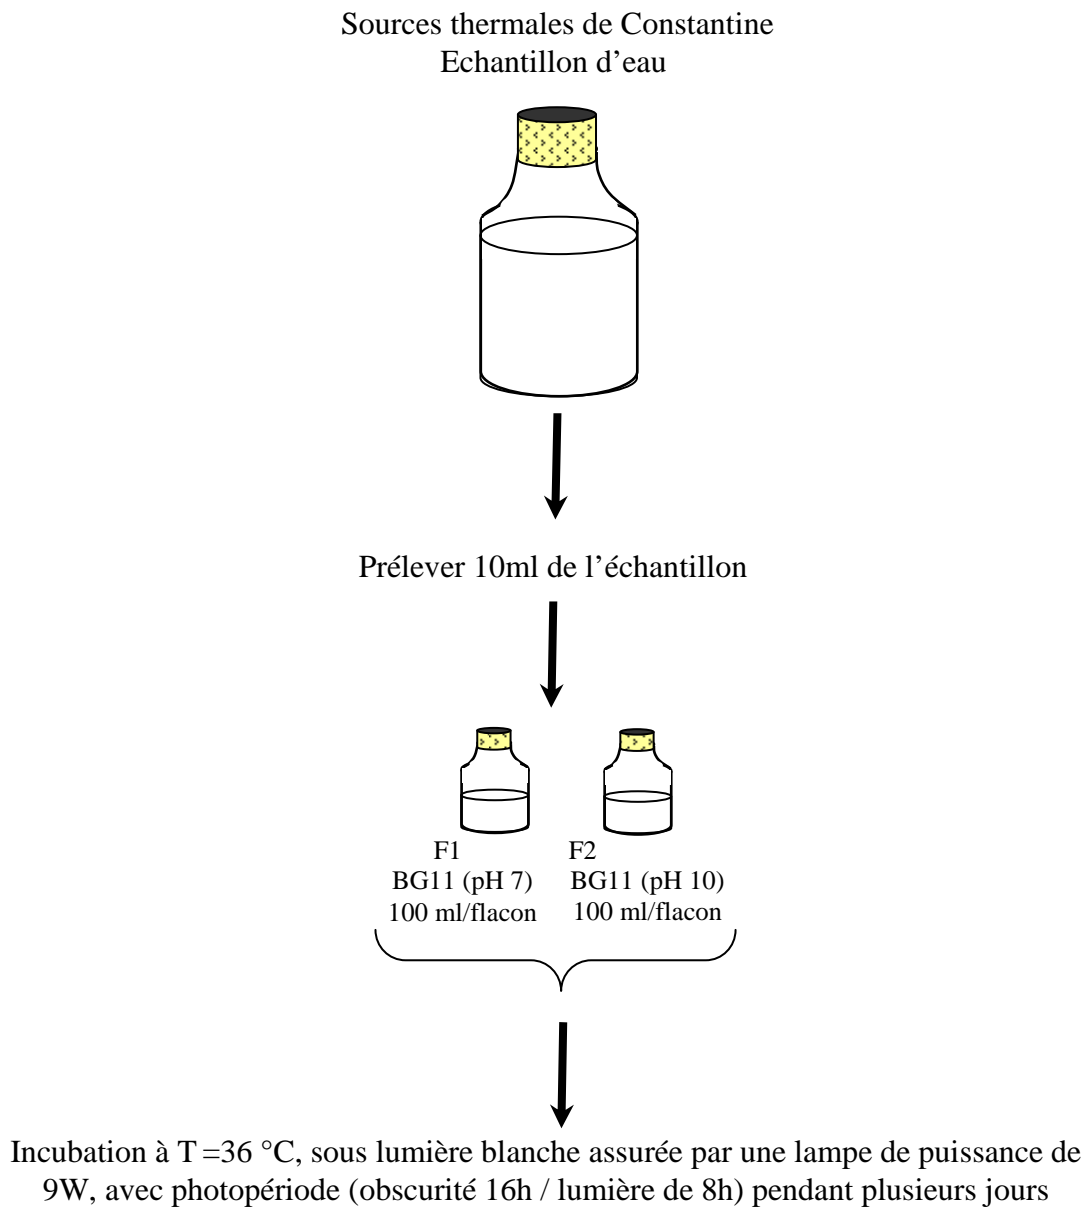 Sources thermales de Constantine
Echantillon d’eau
Prélever 10ml de l’échantillon
F1
F2
BG11 (pH 7)
BG11 (pH 10)
100 ml/flacon
100 ml/flacon
Incubation à T =36 °C, sous lumière blanche assurée par une lampe de puissance de
9W, avec photopériode (obscurité 16h / lumière de 8h) pendant plusieurs jours